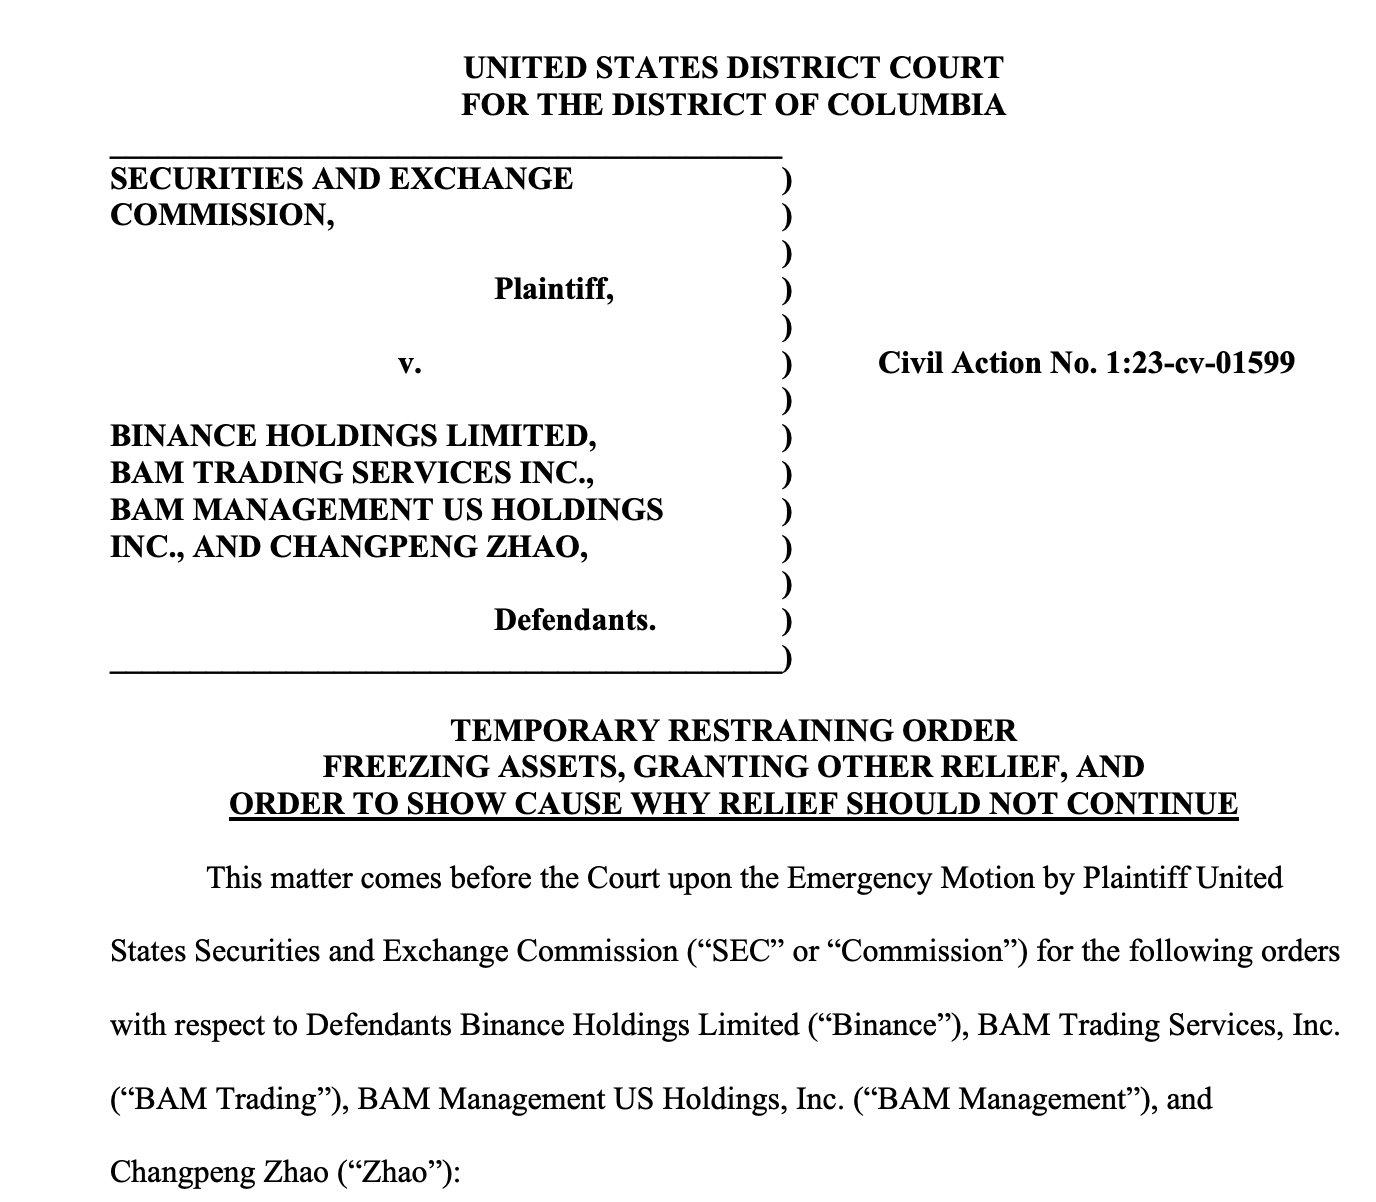 UNITED STATES DISTRICT COURT
FOR THE DISTRICT OF COLUMBIA
SECURITIES AND EXCHANGE )
COMMISSION, )
)
Plaintiff, )
)
v. ) Civil Action No. 1:23-cv-01599
)
BINANCE HOLDINGS LIMITED, )
BAM TRADING SERVICES INC., )
BAM MANAGEMENT US HOLDINGS )
INC., AND CHANGPENG ZHAO, )
)
Defendants. )
)
TEMPORARY RESTRAINING ORDER
FREEZING ASSETS, GRANTING OTHER RELIEF, AND
ORDER TO SHOW CAUSE WHY RELIEF SHOULD NOT CONTINUE
This matter comes before the Court upon the Emergency Motion by Plaintiff United
States Securities and Exchange Commission (“SEC” or “Commission”) for the following orders
with respect to Defendants Binance Holdings Limited (“Binance”), BAM Trading Services, Inc.
(“BAM Trading”), BAM Management US Holdings, Inc. (“BAM Management”), and
Changpeng Zhao (“Zhao”):